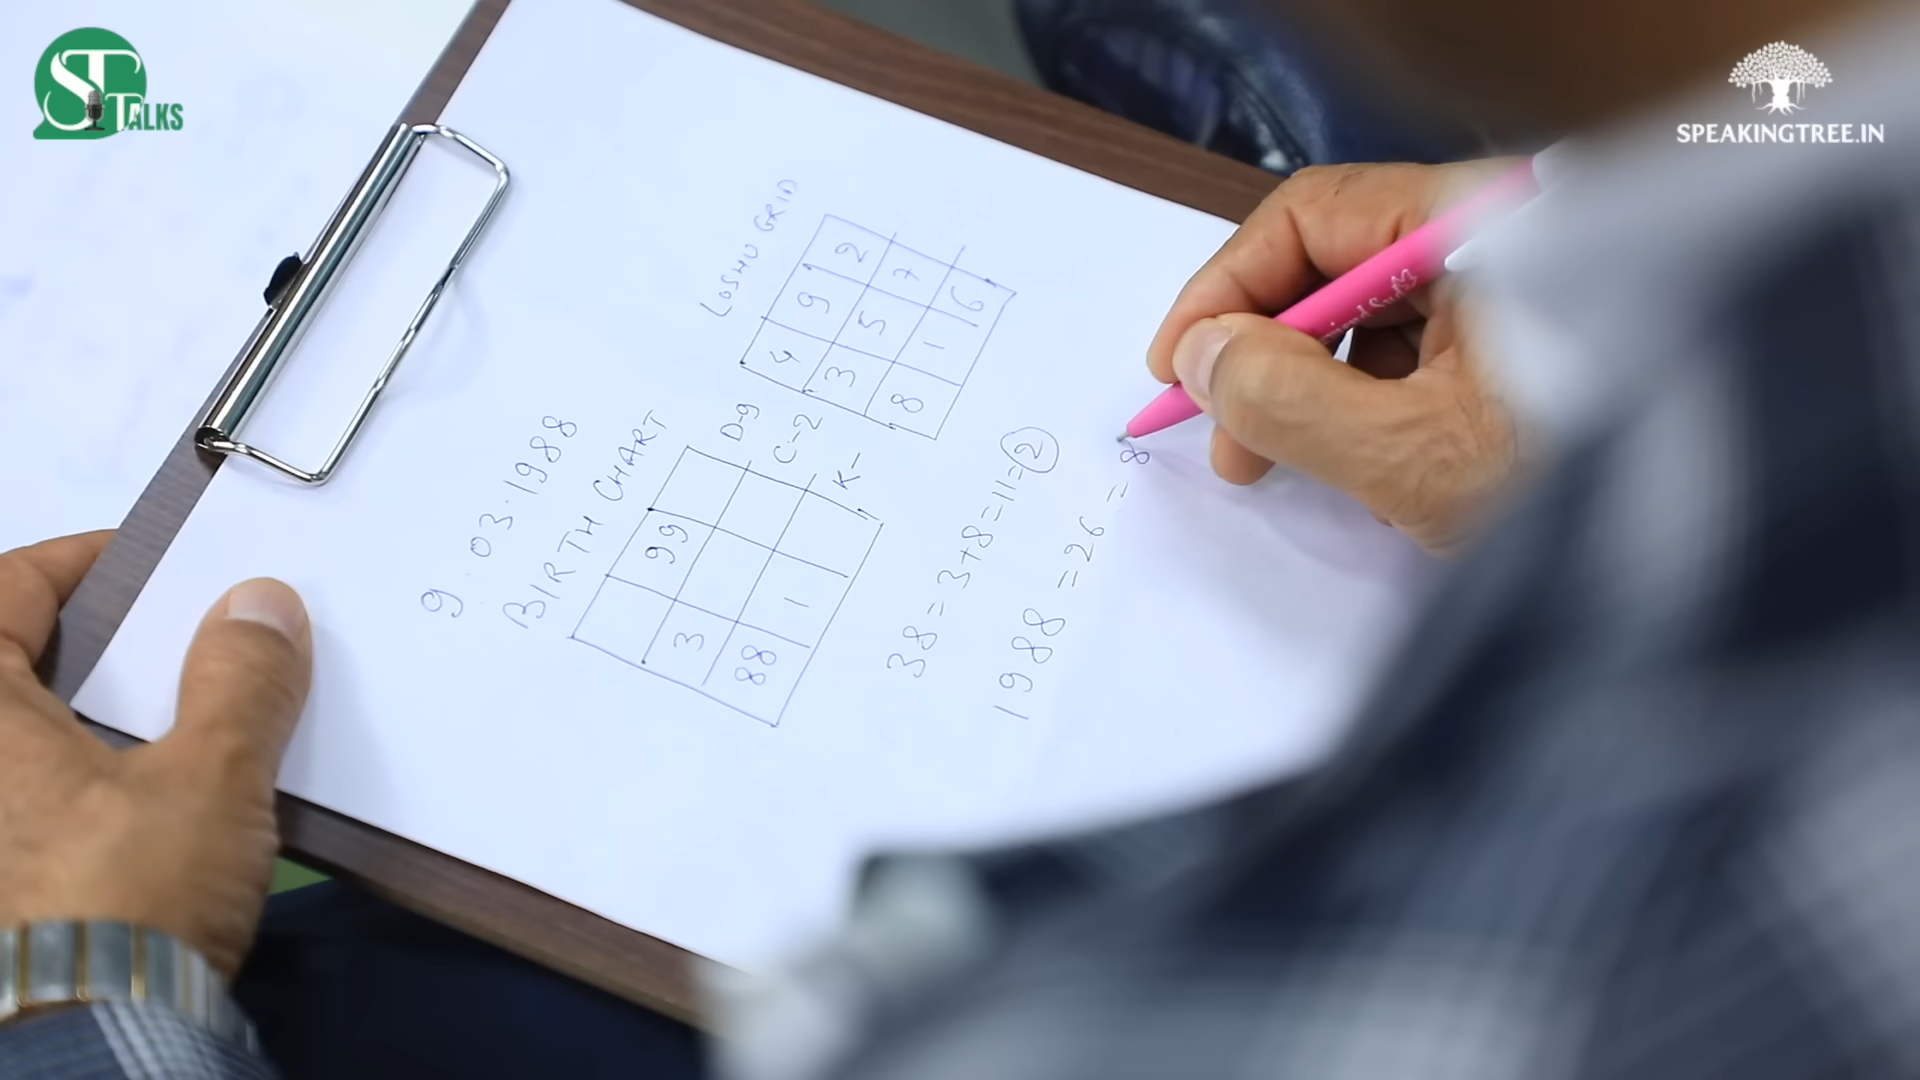 ST TALKS
SPEAKINGTREE.IN
9.03.1988
BIRTH CHART
99
3
88 1
D-9
C-2
K-
LOSHU GRID
4 9 2
3 5 7
8 1 6
38=3+8=11=2
1988=26=8